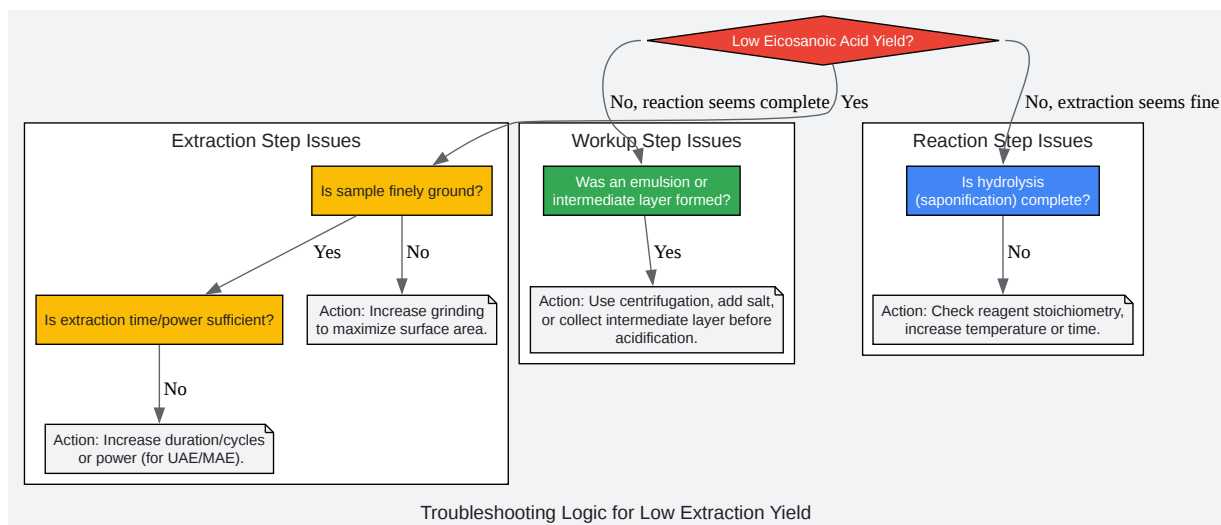 Low Eicosanoic Acid Yield?
No, reaction seems complete
Yes
No, extraction seems fine
Extraction Step Issues
Is sample finely ground?
Yes
No
Is extraction time/power sufficient?
Action: Increase grinding
to maximize surface area.
No
Action: Increase duration/cycles
or power (for UAE/MAE).
Workup Step Issues
Was an emulsion or
intermediate layer formed?
Yes
Action: Use centrifugation, add salt,
or collect intermediate layer before
acidification.
Reaction Step Issues
Is hydrolysis
(saponification) complete?
No
Action: Check reagent stoichiometry,
increase temperature or time.
Troubleshooting Logic for Low Extraction Yield